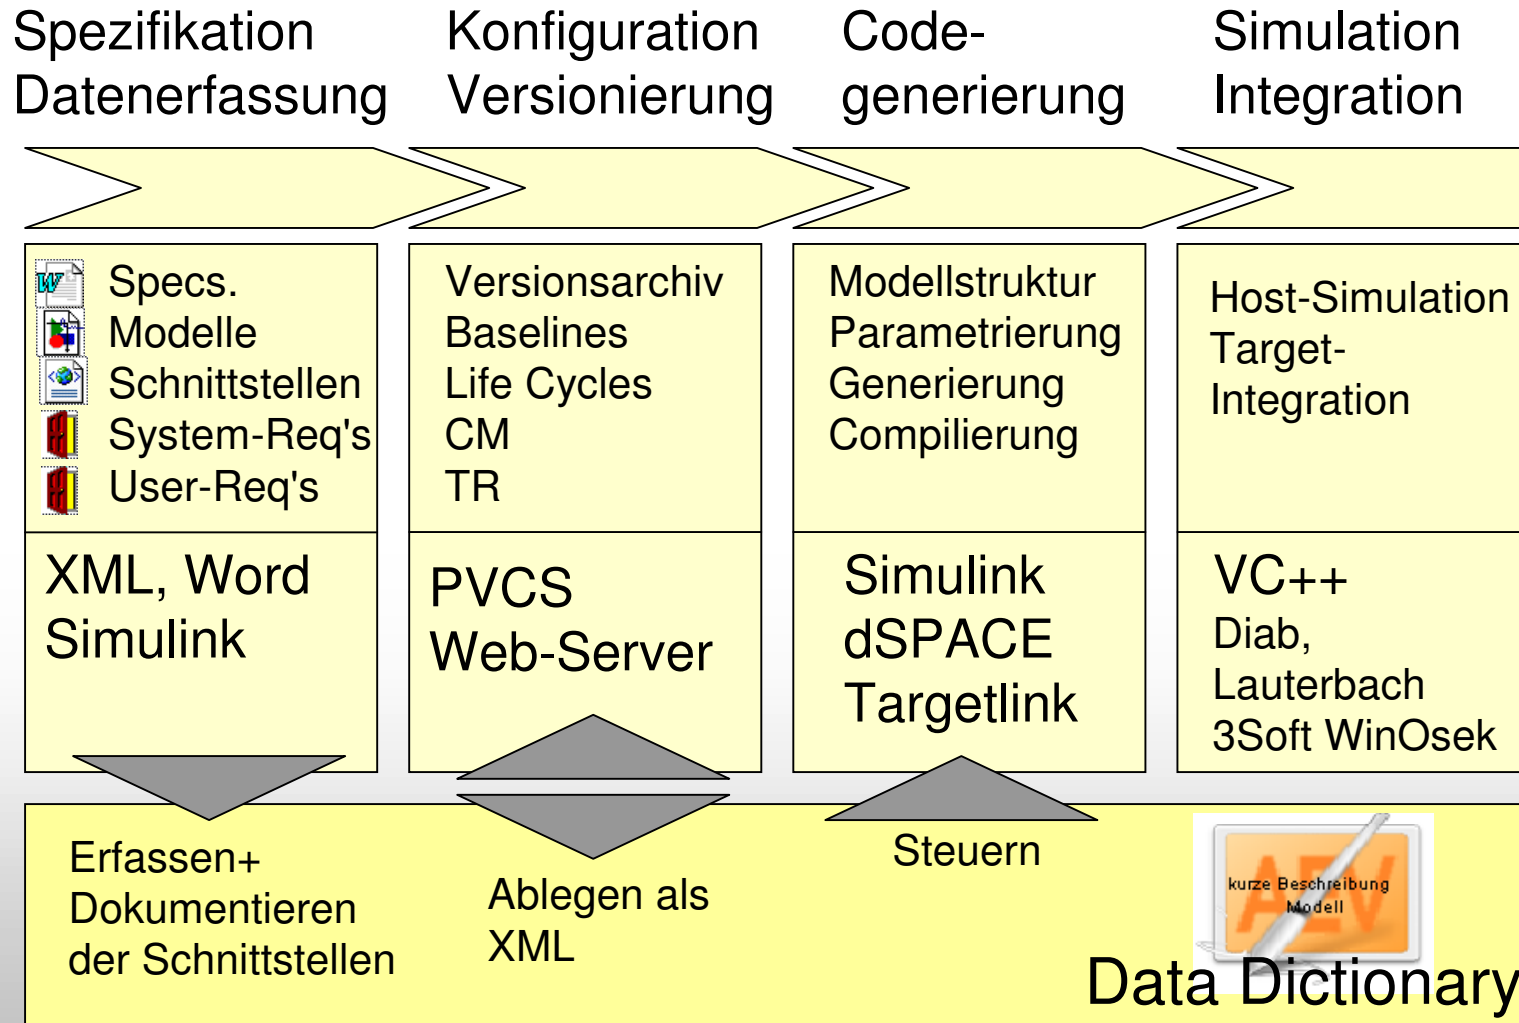 Spezifikation
Datenerfassung
Konfiguration
Versionierung
Code-
generierung
Simulation
Integration
Specs.
Modelle
Schnittstellen
System-Req's
User-Req's
Versionsarchiv
Baselines
Life Cycles
CM
TR
Modellstruktur
Parametrierung
Generierung
Compilierung
Host-Simulation
Target-
Integration
XML, Word
Simulink
PVCS
Web-Server
Simulink
dSPACE
Targetlink
VC++
Diab,
Lauterbach
3Soft WinOsek
Erfassen+
Dokumentieren
der Schnittstellen
Ablegen als
XML
Steuern
AEV
kurze Beschreibung
Modell
Data Dictionary